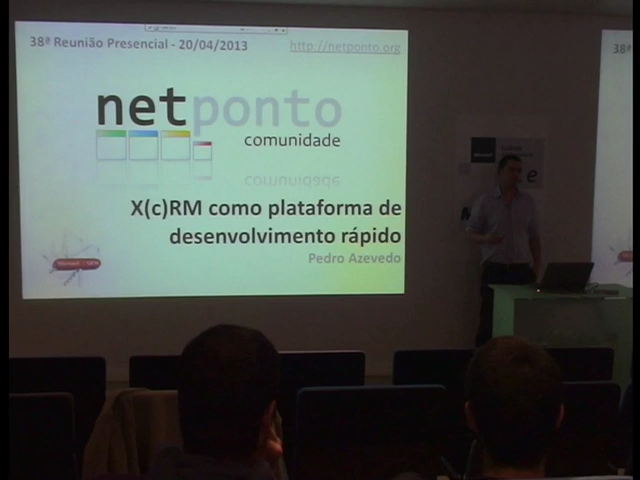 38ª Reunião Presencial - 20/04/2013
http://netponto.org
netponto
comunidade
X(c)RM como plataforma de
desenvolvimento rápido
Pedro Azevedo
38ª